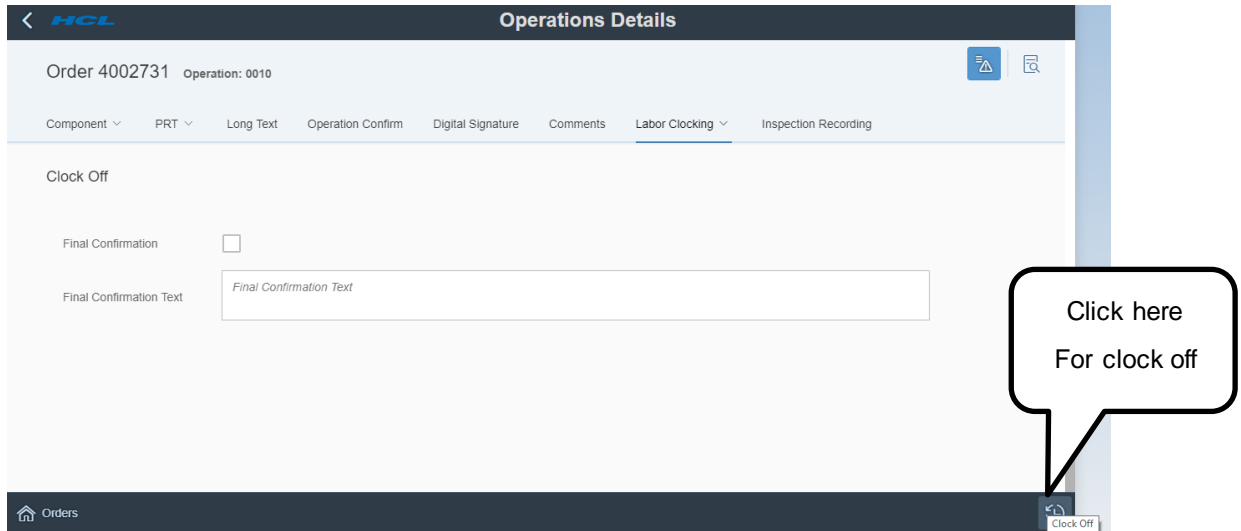 HCL Operations Details
Order 4002731 Operation: 0010
Component PRT Long Text Operation Confirm Digital Signature Comments Labor Clocking Inspection Recording
Clock Off
Final Confirmation
Final Confirmation Text Final Confirmation Text
Click here
For clock off
Orders
Clock Off